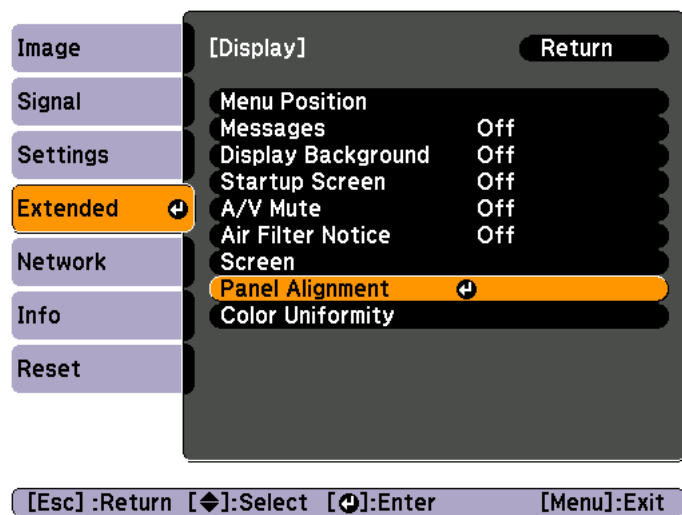 Image
Signal
Settings
Extended
Network
Info
Reset
[Display] Return
Menu Position
Messages Off
Display Background Off
Startup Screen Off
A/V Mute Off
Air Filter Notice Off
Screen
Panel Alignment
Color Uniformity
[Esc] :Return [◆]:Select [↵]:Enter [Menu]:Exit